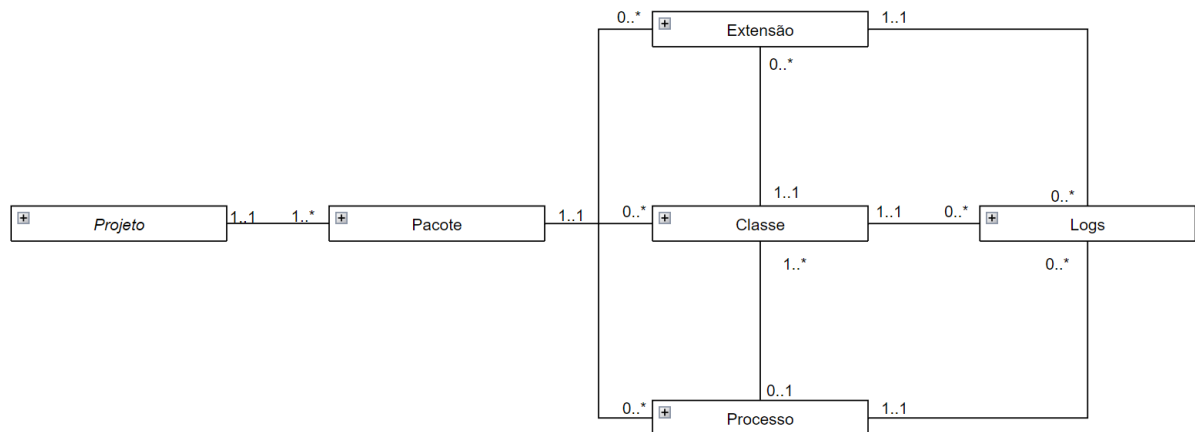 0..* Extensão 1..1
0..*
1..1 0..*
Projeto 1..1 1..* Pacote 1..1 0..* Classe 1..1 0..* Logs
1..* 0..*
0..1
0..* Processo 1..1